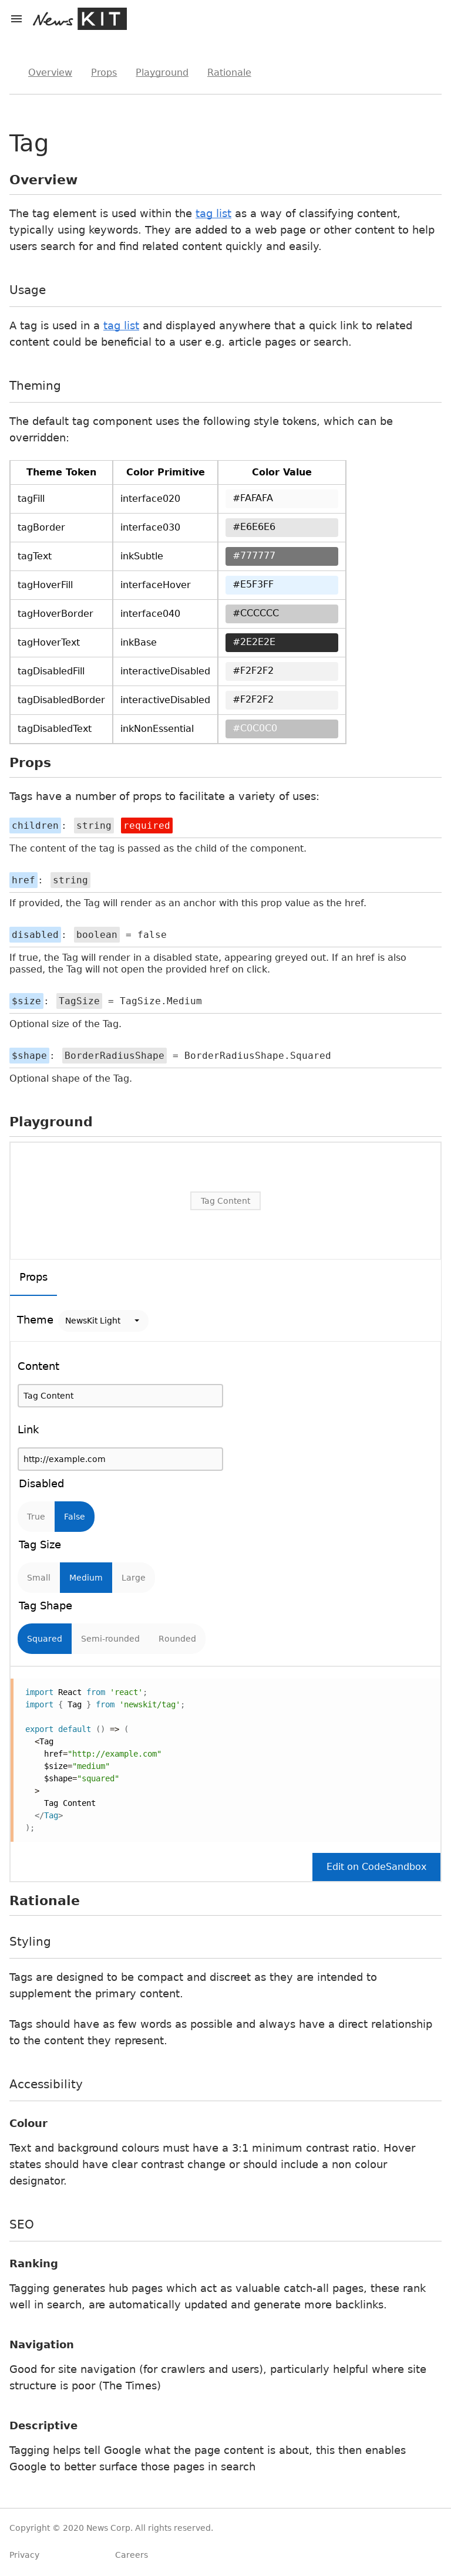 News KIT
Overview Props Playground Rationale
Tag
Overview
The tag element is used within the tag list as a way of classifying content,
typically using keywords. They are added to a web page or other content to help
users search for and find related content quickly and easily.
Usage
A tag is used in a tag list and displayed anywhere that a quick link to related
content could be beneficial to a user e.g. article pages or search.
Theming
The default tag component uses the following style tokens, which can be
overridden:
Theme Token Color Primitive Color Value
tagFill interface020 #FAFAFA
tagBorder interface030 #E6E6E6
tagText inkSubtle #777777
tagHoverFill interfaceHover #E5F3FF
tagHoverBorder interface040 #CCCCCC
tagHoverText inkBase #2E2E2E
tagDisabledFill interactiveDisabled #F2F2F2
tagDisabledBorder interactiveDisabled #F2F2F2
tagDisabledText inkNonEssential #C0C0C0
Props
Tags have a number of props to facilitate a variety of uses:
children: string required
The content of the tag is passed as the child of the component.
href: string
If provided, the Tag will render as an anchor with this prop value as the href.
disabled: boolean = false
If true, the Tag will render in a disabled state, appearing greyed out. If an href is also
passed, the Tag will not open the provided href on click.
$size: TagSize = TagSize.Medium
Optional size of the Tag.
$shape: BorderRadiusShape = BorderRadiusShape.Squared
Optional shape of the Tag.
Playground
Tag Content
Props
Theme NewsKit Light
Content
Tag Content
Link
http://example.com
Disabled
True False
Tag Size
Small Medium Large
Tag Shape
Squared Semi-rounded Rounded
import React from 'react';
import { Tag } from 'newskit/tag';
export default () => (
<Tag
href="http://example.com"
$size="medium"
$shape="squared"
>
Tag Content
</Tag>
);
Edit on CodeSandbox
Rationale
Styling
Tags are designed to be compact and discreet as they are intended to
supplement the primary content.
Tags should have as few words as possible and always have a direct relationship
to the content they represent.
Accessibility
Colour
Text and background colours must have a 3:1 minimum contrast ratio. Hover
states should have clear contrast change or should include a non colour
designator.
SEO
Ranking
Tagging generates hub pages which act as valuable catch-all pages, these rank
well in search, are automatically updated and generate more backlinks.
Navigation
Good for site navigation (for crawlers and users), particularly helpful where site
structure is poor (The Times)
Descriptive
Tagging helps tell Google what the page content is about, this then enables
Google to better surface those pages in search
Copyright © 2020 News Corp. All rights reserved.
Privacy Careers